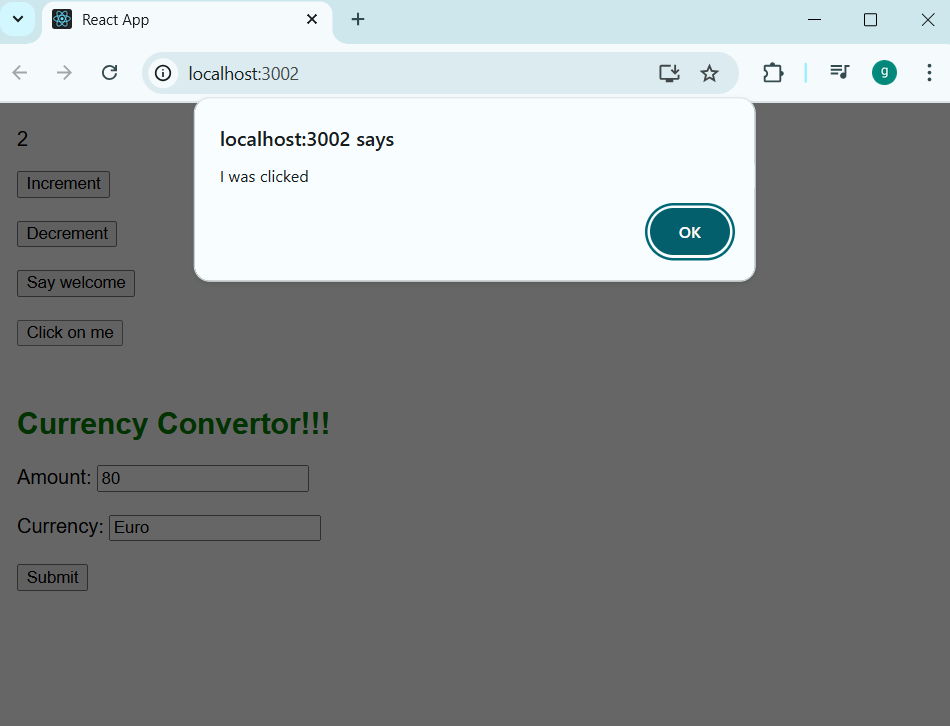 React App
localhost:3002
g
localhost:3002 says
I was clicked
OK
2
Increment
Decrement
Say welcome
Click on me
Currency Convertor!!!
Amount: 80
Currency: Euro
Submit